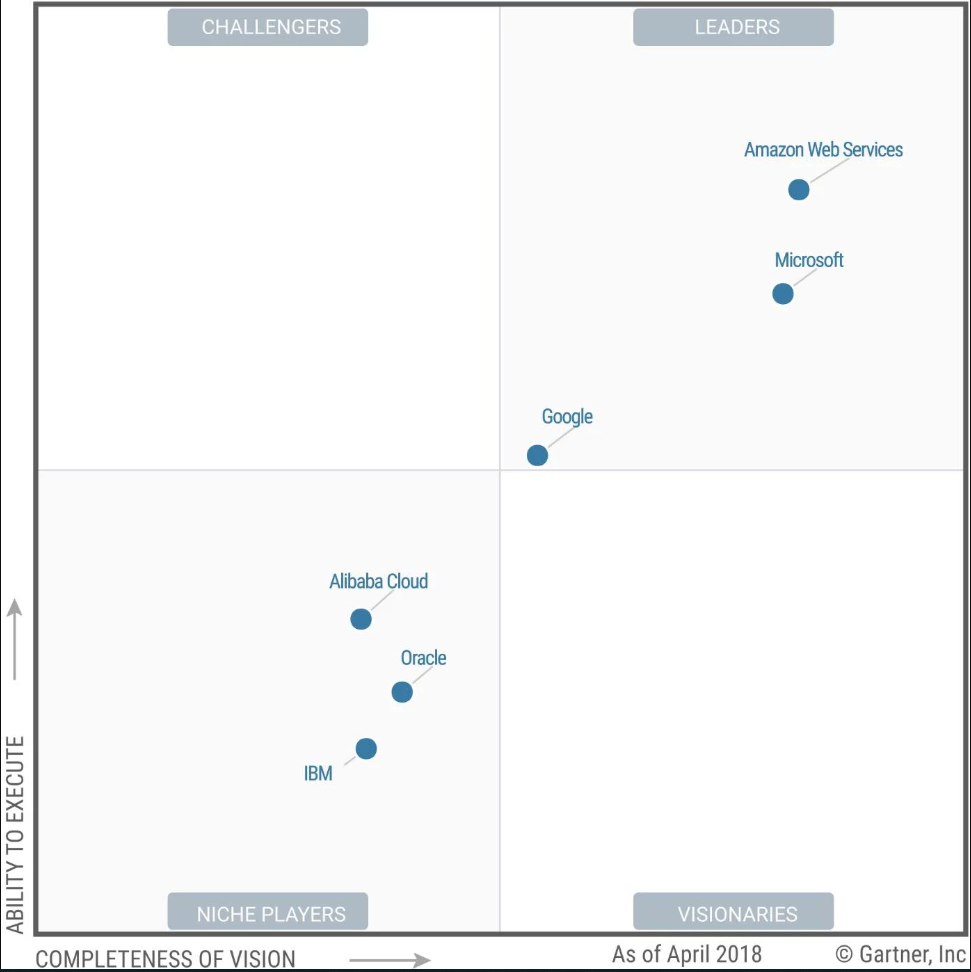 CHALLENGERS
LEADERS
Amazon Web Services
Microsoft
Google
Alibaba Cloud
Oracle
IBM
NICHE PLAYERS
VISIONARIES
ABILITY TO EXECUTE
COMPLETENESS OF VISION
As of April 2018
© Gartner, Inc